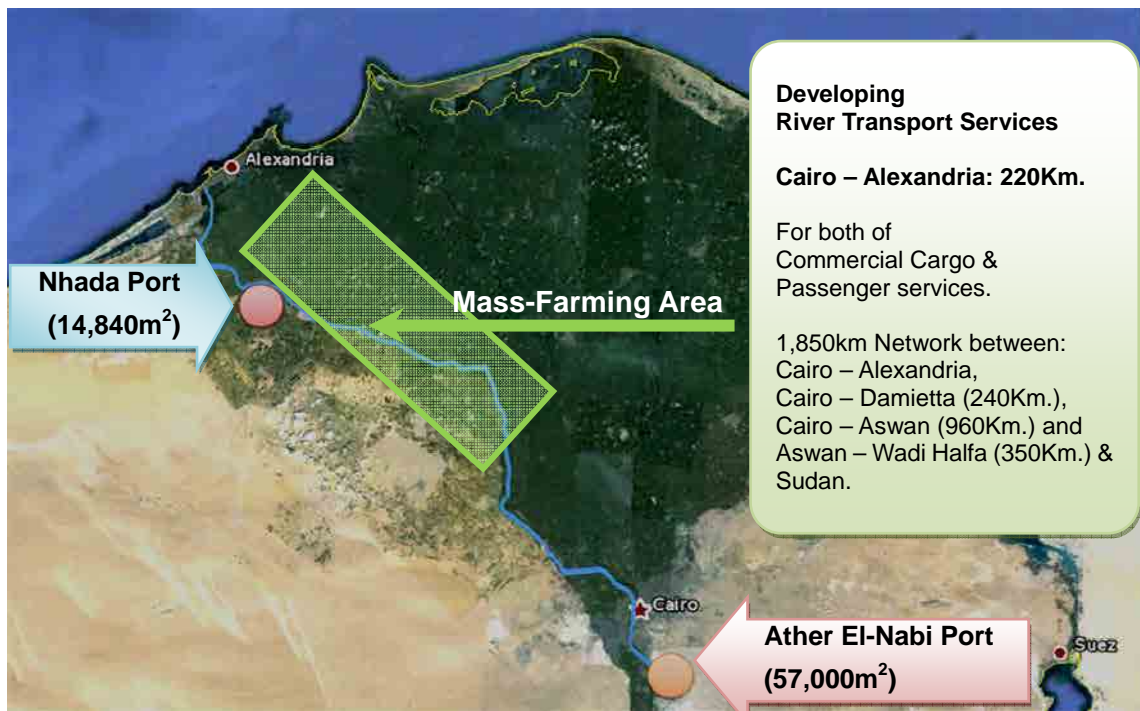 Developing
River Transport Services
Cairo – Alexandria: 220Km.
For both of
Commercial Cargo &
Passenger services.
1,850km Network between:
Cairo – Alexandria,
Cairo – Damietta (240Km.),
Cairo – Aswan (960Km.) and
Aswan – Wadi Halfa (350Km.) &
Sudan.
Alexandria
Nhada Port
(14,840m²)
Mass-Farming Area
Cairo
Ather El-Nabi Port
(57,000m²)
Suez